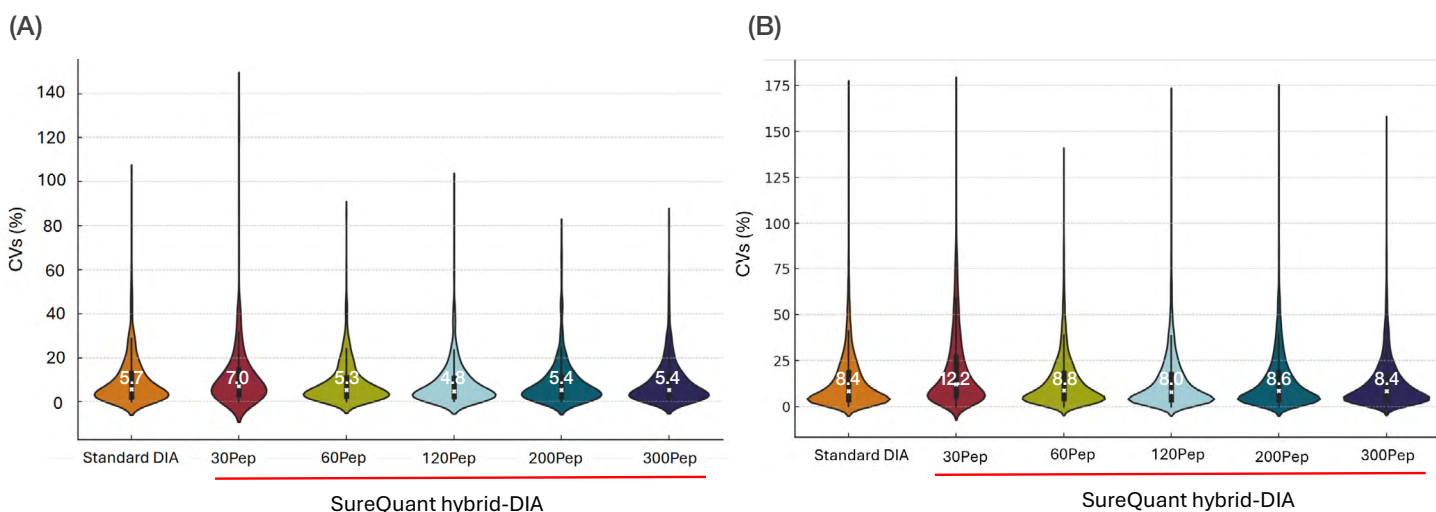 (A)
CVs (%)
140
120
100
80
60
40
20
0
5.7
7.0
5.3
4.8
5.4
5.4
Standard DIA
30Pep
60Pep
120Pep
200Pep
300Pep
SureQuant hybrid-DIA
(B)
CVs (%)
175
150
125
100
75
50
25
0
8.4
12.2
8.8
8.0
8.6
8.4
Standard DIA
30Pep
60Pep
120Pep
200Pep
300Pep
SureQuant hybrid-DIA